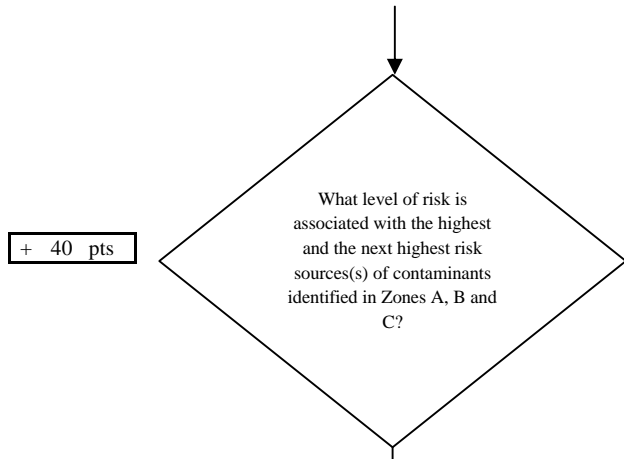 What level of risk is
associated with the highest
and the next highest risk
sources(s) of contaminants
identified in Zones A, B and
C?
+ 40 pts